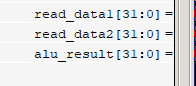 read_data1[31:0] =
read_data2[31:0] =
alu_result[31:0] =